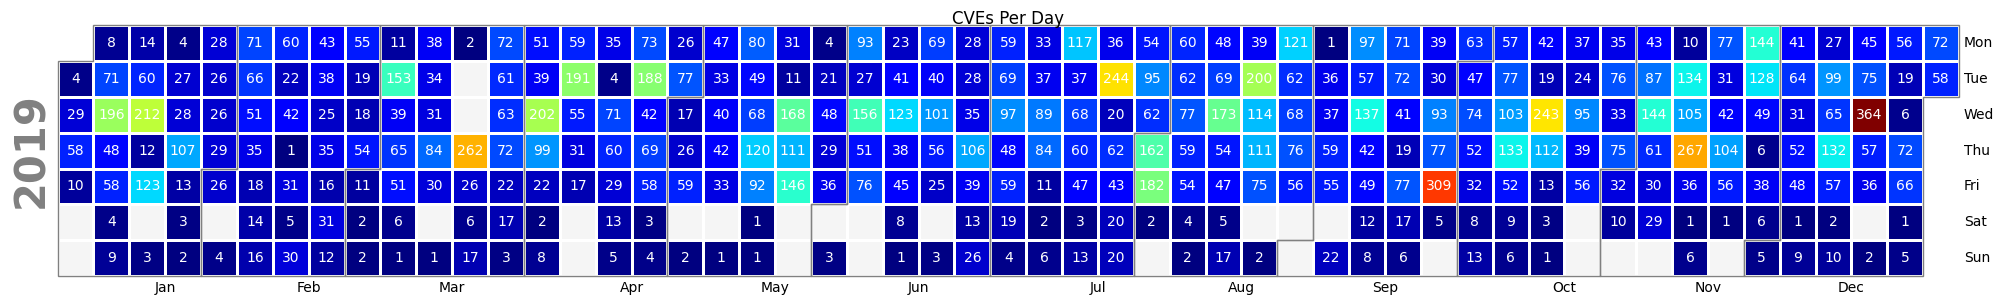 CVEs Per Day
8 14 4 28 71 60 43 55 11 38 2 72 51 59 35 73 26 47 80 31 4 93 23 69 28 59 33 117 36 54 60 48 39 121 1 97 71 39 63 57 42 37 35 43 10 77 144 41 27 45 56 72 Mon
4 71 60 27 26 66 22 38 19 153 34 61 39 191 4 188 77 33 49 11 21 27 41 40 28 69 37 37 244 95 62 69 200 62 36 57 72 30 47 77 19 24 76 87 134 31 128 64 99 75 19 58 Tue
29 196 212 28 26 51 42 25 18 39 31 63 202 55 71 42 17 40 68 168 48 156 123 101 35 97 89 68 20 62 77 173 114 68 37 137 41 93 74 103 243 95 33 144 105 42 49 31 65 364 6 Wed
58 48 12 107 29 35 1 35 54 65 84 262 72 99 31 60 69 26 42 120 111 29 51 38 56 106 48 84 60 62 162 59 54 111 76 59 42 19 77 52 133 112 39 75 61 267 104 6 52 132 57 72 Thu
10 58 123 13 26 18 31 16 11 51 30 26 22 22 17 29 58 59 33 92 146 36 76 45 25 39 59 11 47 43 182 54 47 75 56 55 49 77 309 32 52 13 56 32 30 36 56 38 48 57 36 66 Fri
4 3 14 5 31 2 6 6 17 2 13 3 1 8 13 19 2 3 20 2 4 5 12 17 5 8 9 3 10 29 1 1 6 1 2 1 Sat
9 3 2 4 16 30 12 2 1 1 17 3 8 5 4 2 1 1 3 1 3 26 4 6 13 20 2 17 2 22 8 6 13 6 1 6 5 9 10 2 5 Sun
2019
Jan Feb Mar Apr May Jun Jul Aug Sep Oct Nov Dec